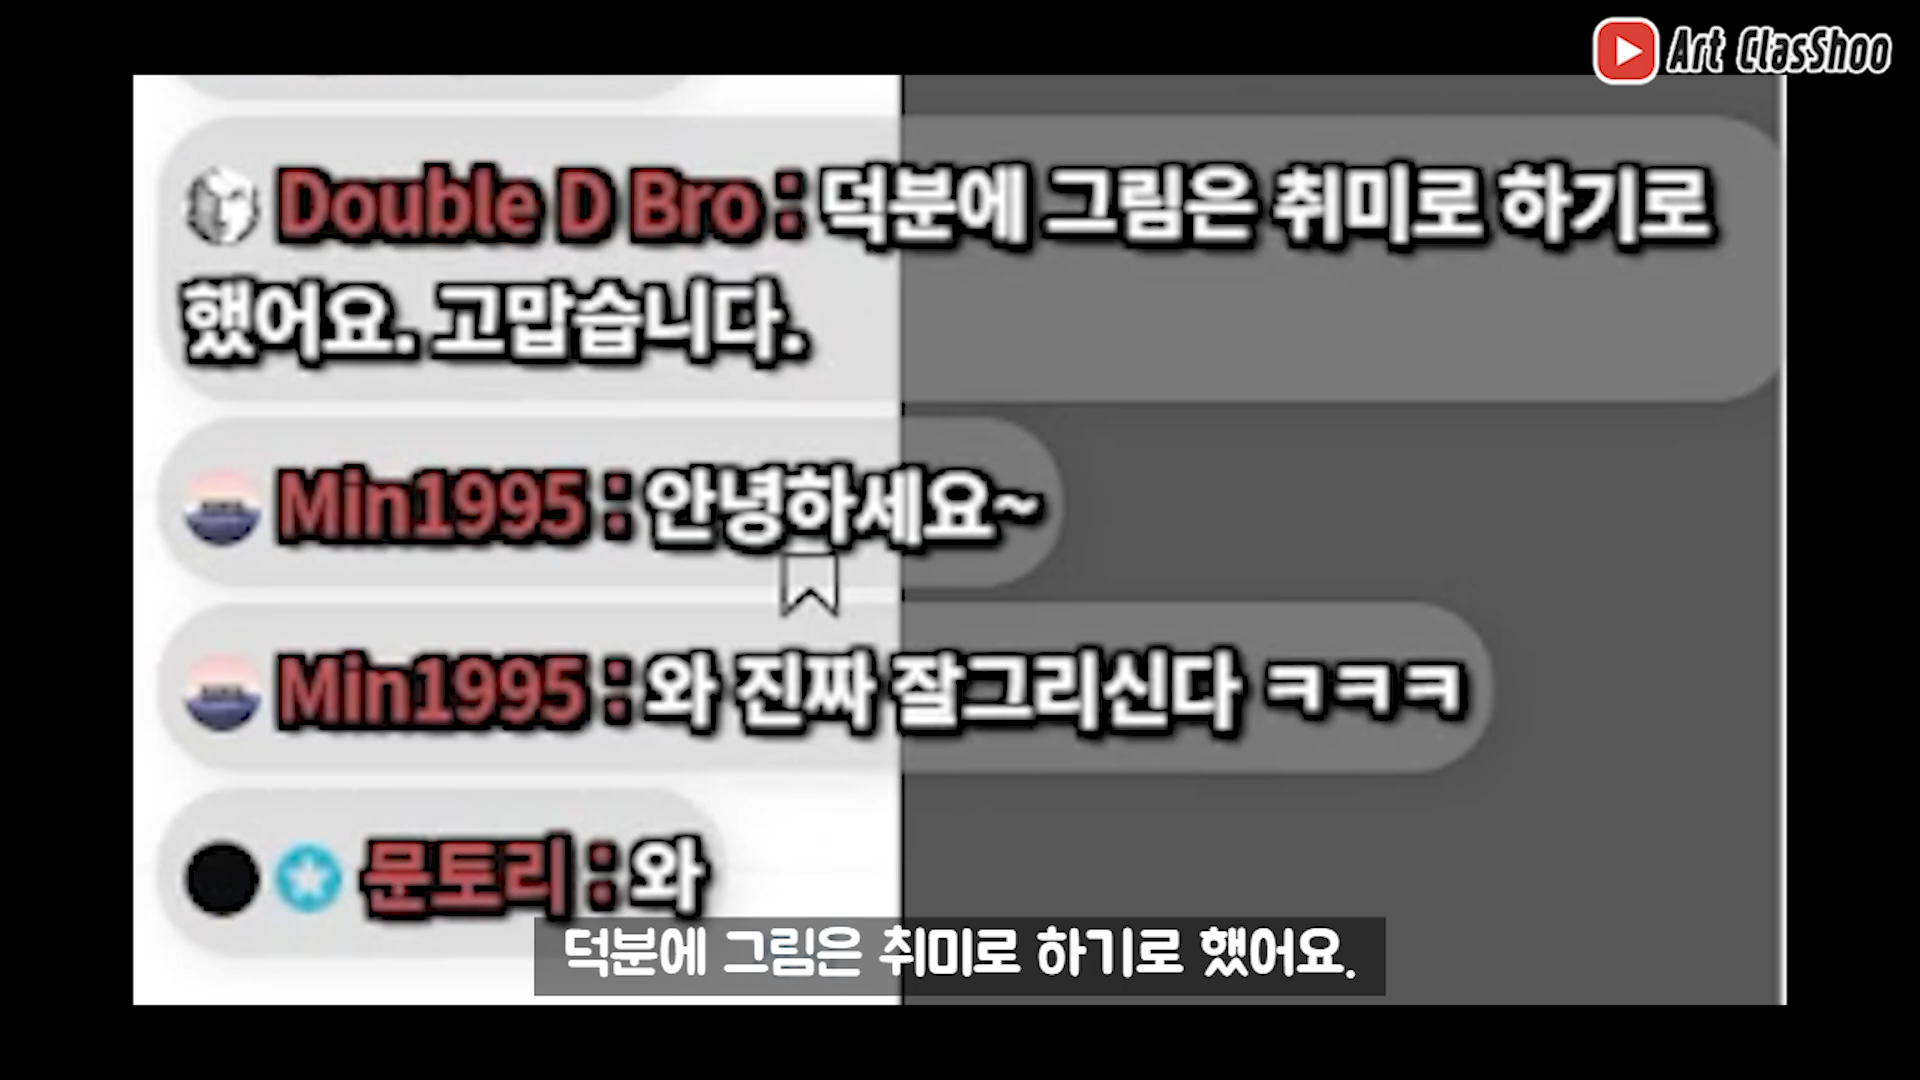 Art ClasShoo
Double D Bro : 덕분에 그림은 취미로 하기로
했어요. 고맙습니다.
Min1995 : 안녕하세요~
Min1995 : 와 진짜 잘그리신다 ㅋㅋㅋ
문토리 : 와
덕분에 그림은 취미로 하기로 했어요.